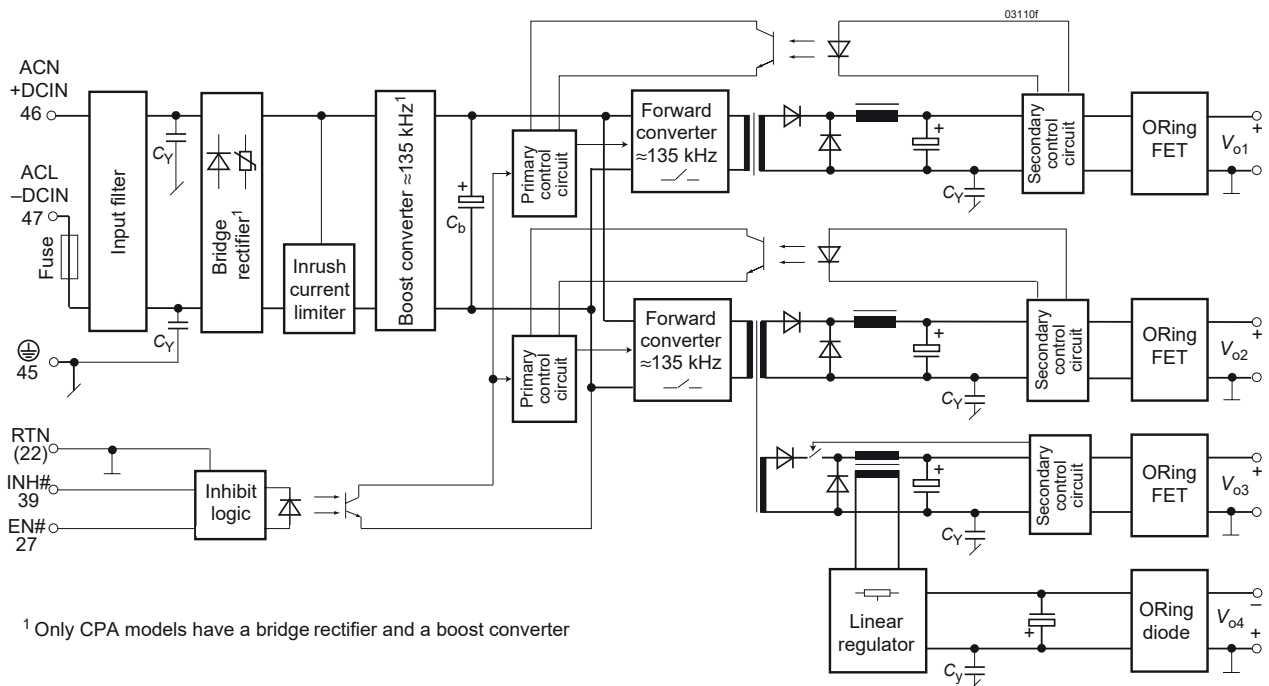 03110f
ACN
+DCIN
46
ACL
–DCIN
47
Fuse
45
Input filter
CY
CY
Bridge
rectifier1
Inrush
current
limiter
Boost converter ≈135 kHz1
+
Cb
Primary
control
circuit
Forward
converter
≈135 kHz
+
CY
Secondary
control
circuit
ORing
FET
+
Vo1
Primary
control
circuit
Forward
converter
≈135 kHz
+
CY
Secondary
control
circuit
ORing
FET
+
Vo2
RTN
(22)
INH#
39
EN#
27
Inhibit
logic
+
CY
Secondary
control
circuit
ORing
FET
+
Vo3
Linear
regulator
+
Cy
ORing
diode
–
Vo4
+
1 Only CPA models have a bridge rectifier and a boost converter